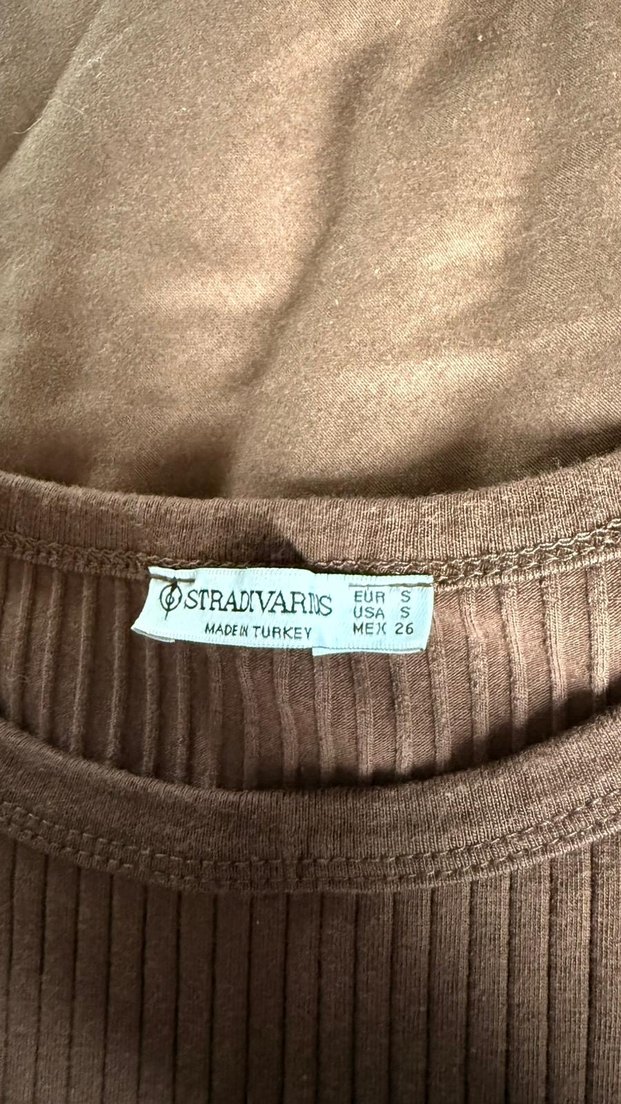 STRADIVARIUS
MADE IN TURKEY
EUR S
USA S
MEX 26